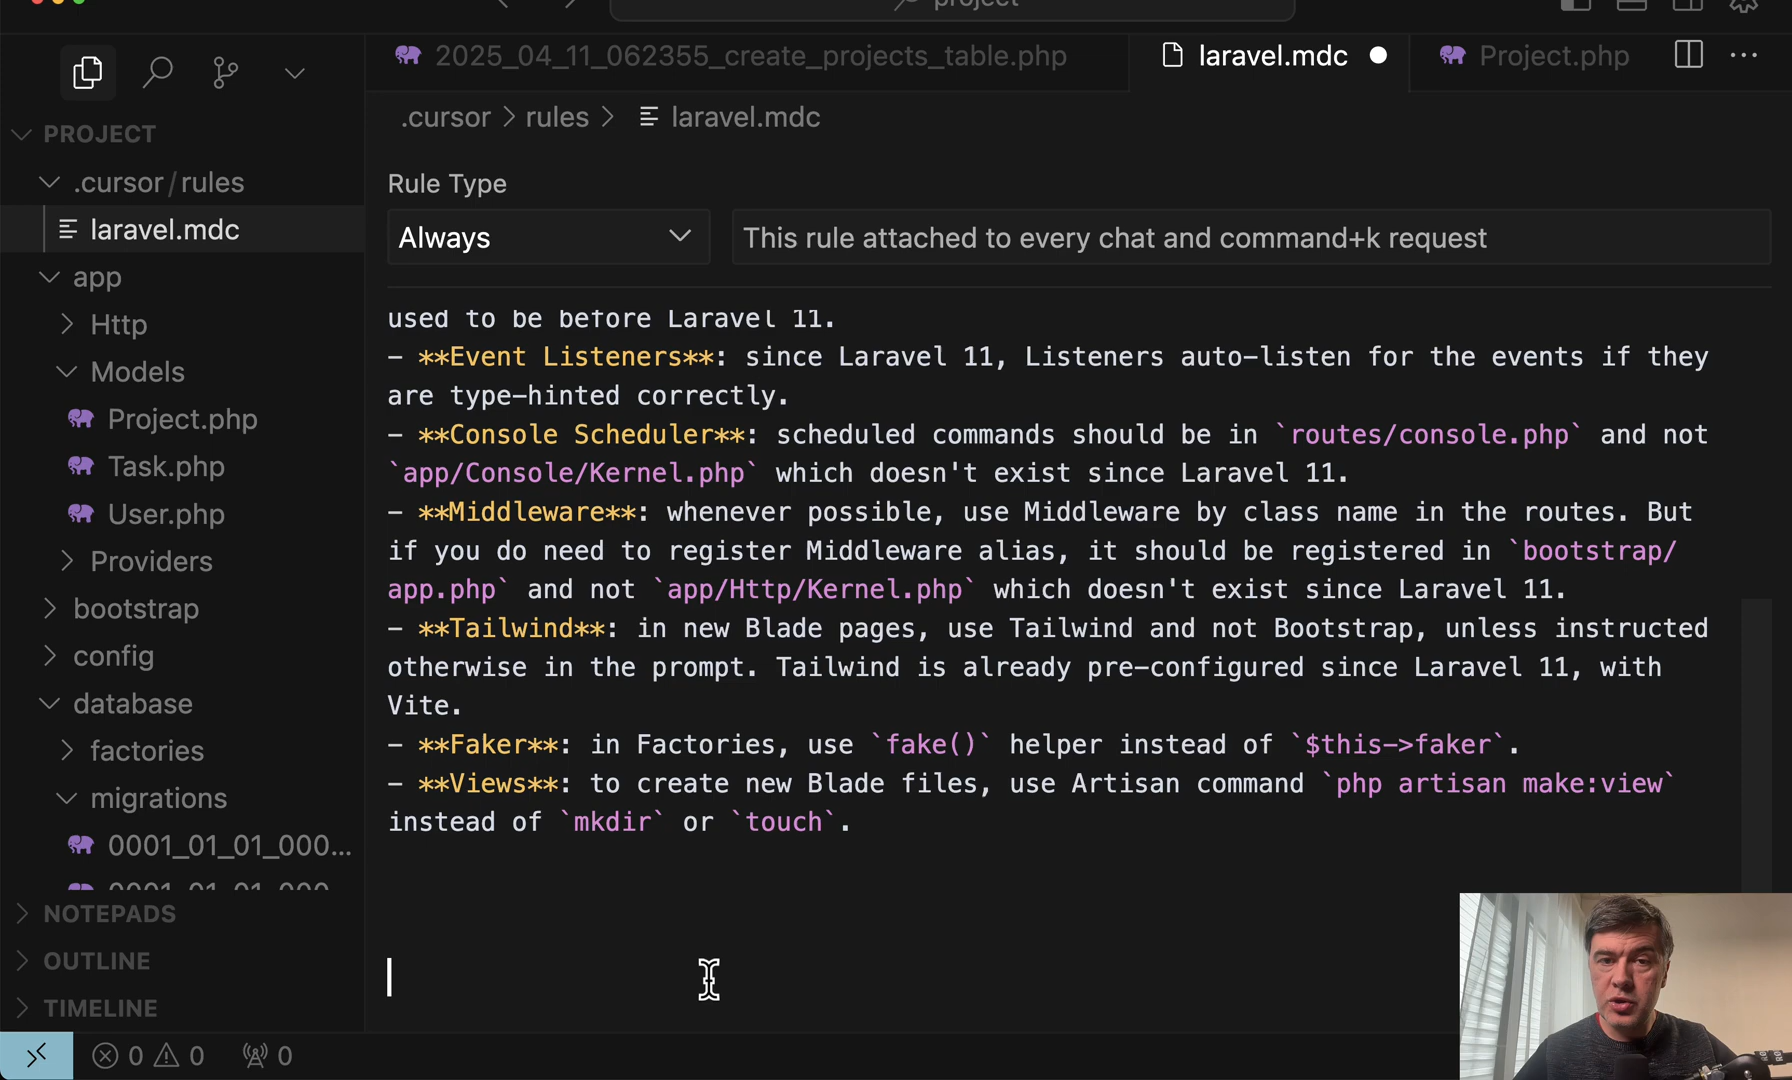 project
2025_04_11_062355_create_projects_table.php
laravel.mdc
Project.php
.cursor > rules > laravel.mdc
PROJECT
.cursor/rules
laravel.mdc
app
Http
Models
Project.php
Task.php
User.php
Providers
bootstrap
config
database
factories
migrations
0001_01_01_000...
0001_01_01_000
NOTEPADS
OUTLINE
TIMELINE
Rule Type
Always
This rule attached to every chat and command+k request
used to be before Laravel 11.
- **Event Listeners**: since Laravel 11, Listeners auto-listen for the events if they
are type-hinted correctly.
- **Console Scheduler**: scheduled commands should be in `routes/console.php` and not
`app/Console/Kernel.php` which doesn't exist since Laravel 11.
- **Middleware**: whenever possible, use Middleware by class name in the routes. But
if you do need to register Middleware alias, it should be registered in `bootstrap/
app.php` and not `app/Http/Kernel.php` which doesn't exist since Laravel 11.
- **Tailwind**: in new Blade pages, use Tailwind and not Bootstrap, unless instructed
otherwise in the prompt. Tailwind is already pre-configured since Laravel 11, with
Vite.
- **Faker**: in Factories, use `fake()` helper instead of `$this->faker`.
- **Views**: to create new Blade files, use Artisan command `php artisan make:view`
instead of `mkdir` or `touch`.
0 0 0